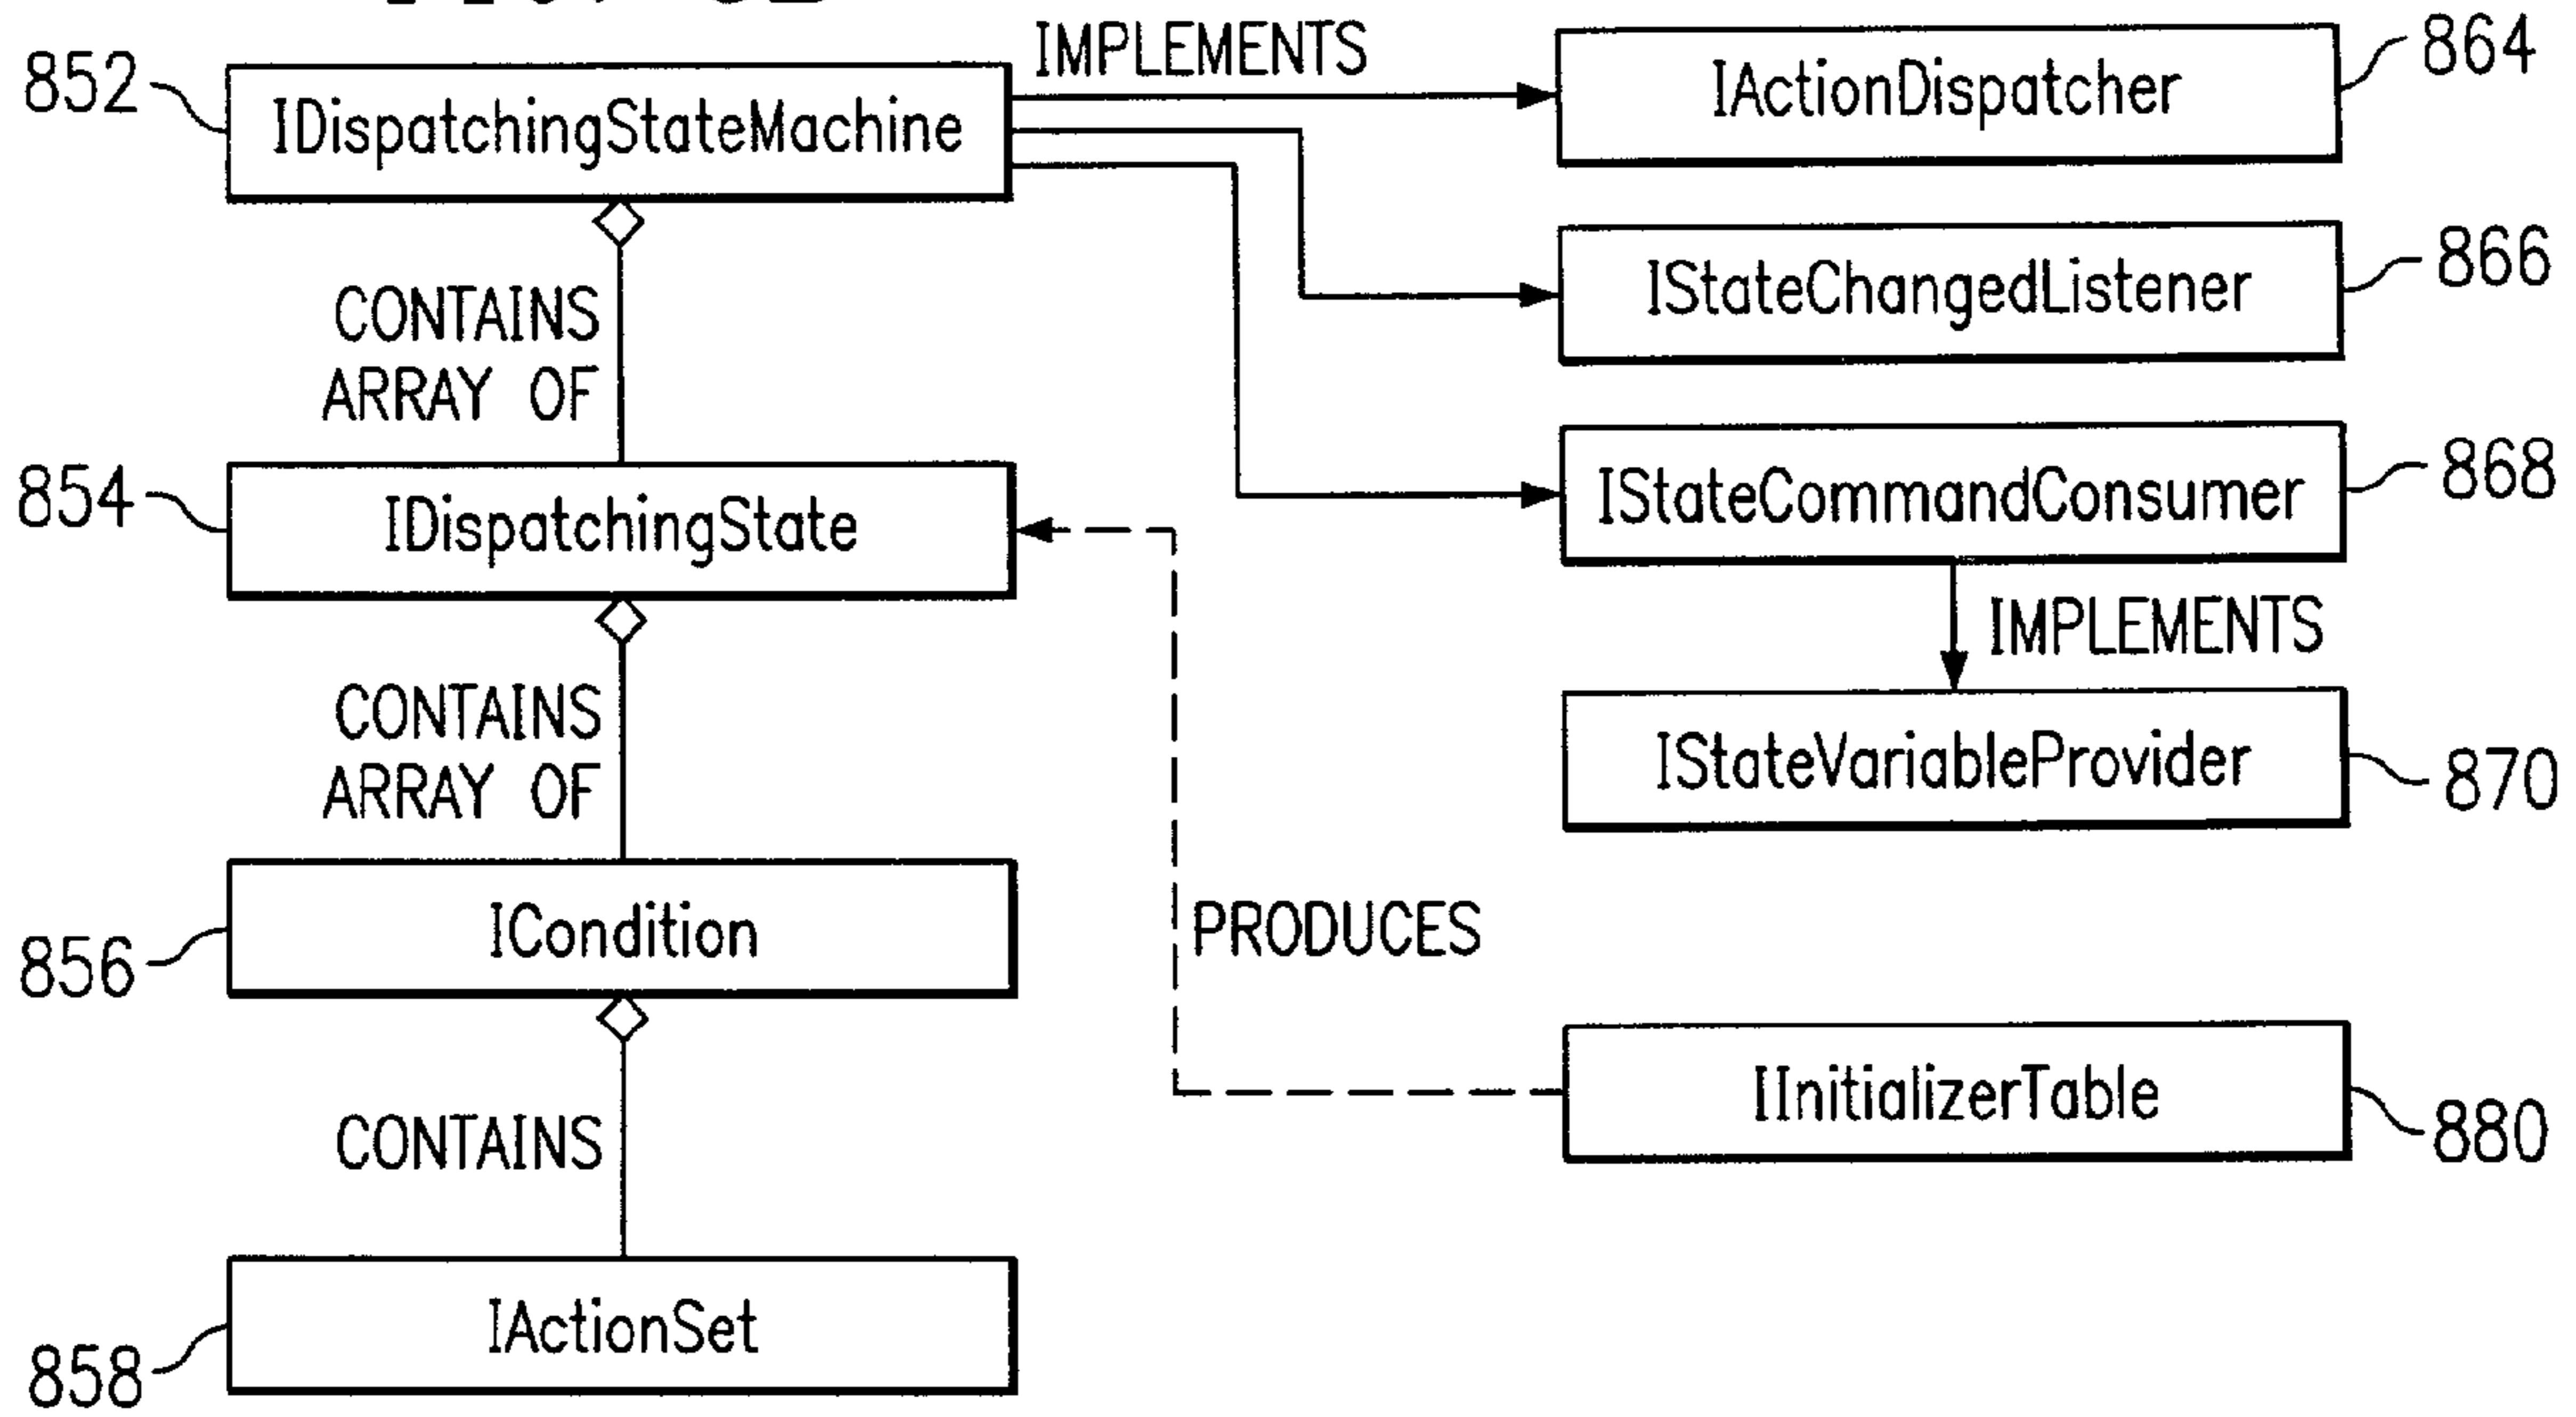 852
IDispatchingStateMachine
IMPLEMENTS
IActionDispatcher
864
IStateChangedListener
866
CONTAINS
ARRAY OF
854
IDispatchingState
IStateCommandConsumer
868
IMPLEMENTS
CONTAINS
ARRAY OF
IStateVariableProvider
870
856
ICondition
PRODUCES
IInitializerTable
880
CONTAINS
858
IActionSet